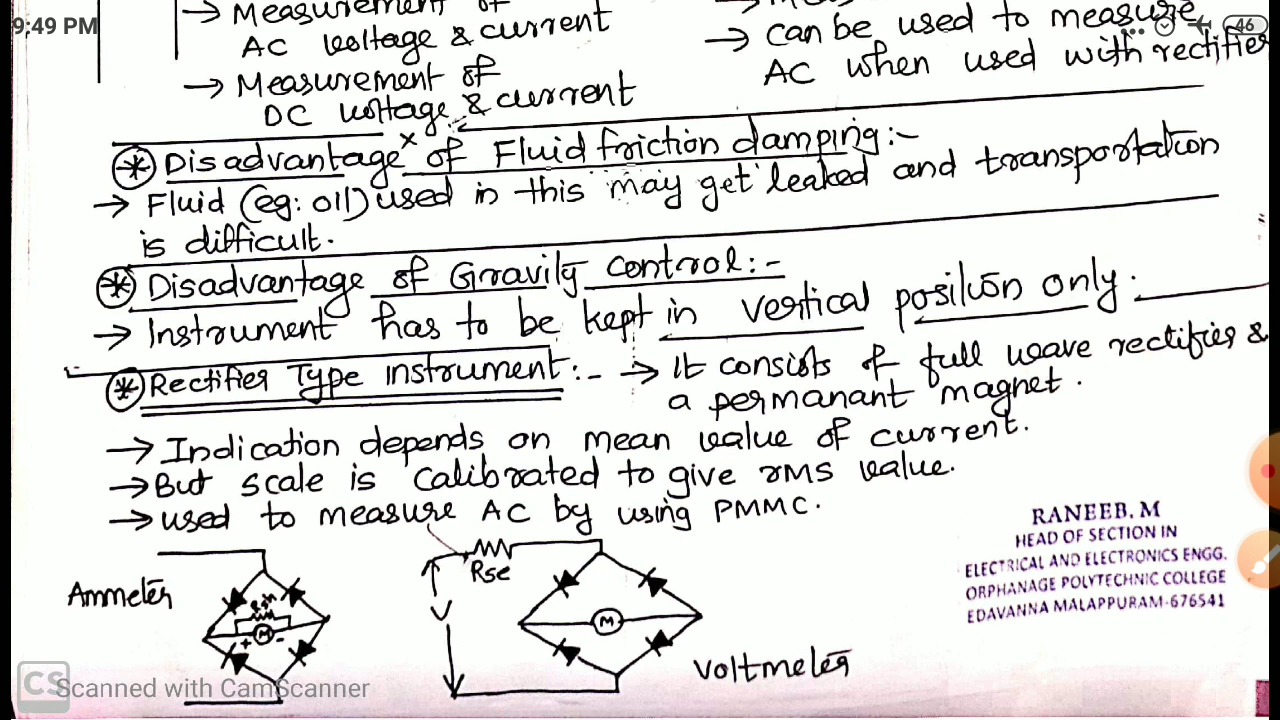 9:49 PM
46
→ Measurement of
AC voltage & current
→ Measurement of
DC voltage & current
→ can be used to measure
AC when used with rectifier
* Disadvantage of Fluid friction damping:-
→ Fluid (eg: oil) used in this may get leaked and transportation
is difficult.
* Disadvantage of Gravity control:-
→ Instrument has to be kept in vertical position only.
* Rectifier Type instrument:- → It consists of full wave rectifier &
a permanant magnet.
→ Indication depends on mean value of current.
→ But scale is calibrated to give rms value.
→ used to measure AC by using PMMC.
Ammeter
Rsh
+ M -
Rse
V
M
Voltmeter
RANEEB. M
HEAD OF SECTION IN
ELECTRICAL AND ELECTRONICS ENGG.
ORPHANAGE POLYTECHNIC COLLEGE
EDAVANNA MALAPPURAM-676541
CS Scanned with CamScanner